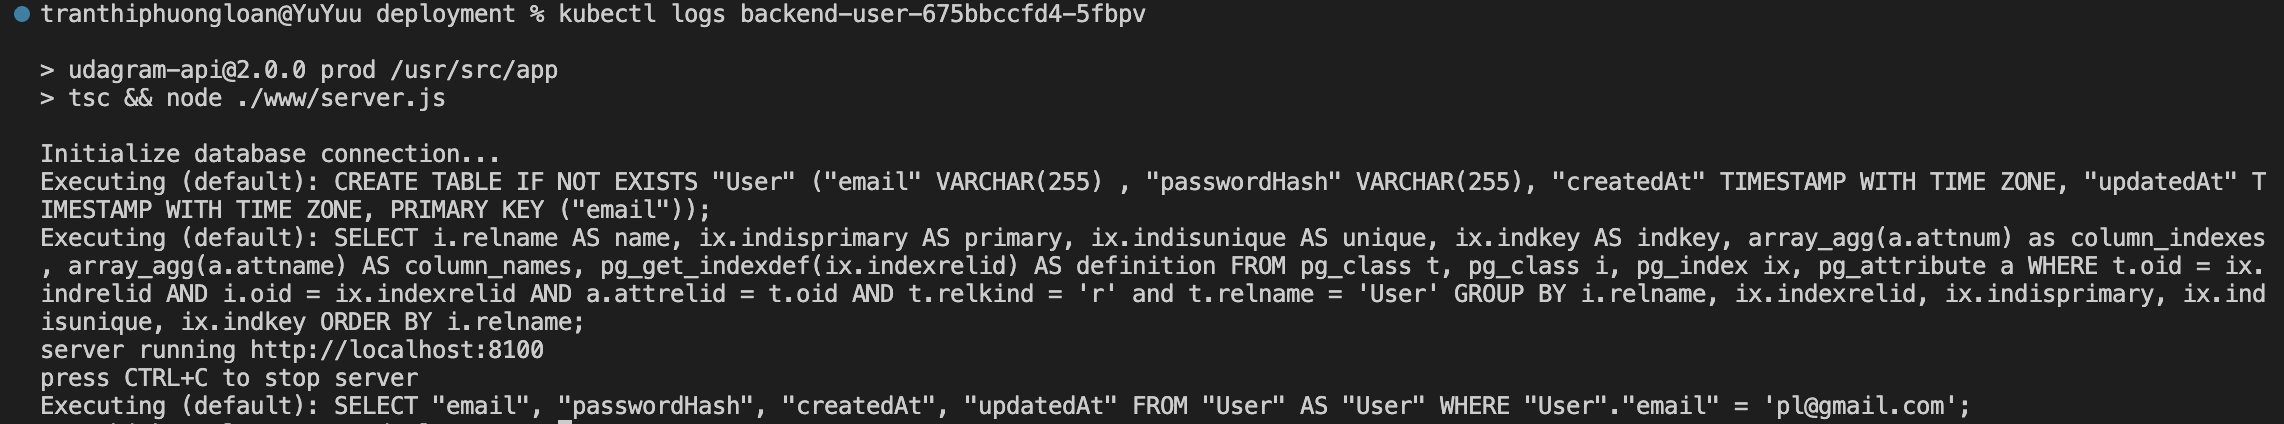 tranthiphuongloan@YuYuu deployment % kubectl logs backend-user-675bbccfd4-5fbpv
> udagram-api@2.0.0 prod /usr/src/app
> tsc && node ./www/server.js
Initialize database connection...
Executing (default): CREATE TABLE IF NOT EXISTS "User" ("email" VARCHAR(255) , "passwordHash" VARCHAR(255), "createdAt" TIMESTAMP WITH TIME ZONE, "updatedAt" T
IMESTAMP WITH TIME ZONE, PRIMARY KEY ("email"));
Executing (default): SELECT i.relname AS name, ix.indisprimary AS primary, ix.indisunique AS unique, ix.indkey AS indkey, array_agg(a.attnum) as column_indexes
, array_agg(a.attname) AS column_names, pg_get_indexdef(ix.indexrelid) AS definition FROM pg_class t, pg_class i, pg_index ix, pg_attribute a WHERE t.oid = ix.
indrelid AND i.oid = ix.indexrelid AND a.attrelid = t.oid AND t.relkind = 'r' and t.relname = 'User' GROUP BY i.relname, ix.indexrelid, ix.indisprimary, ix.ind
isunique, ix.indkey ORDER BY i.relname;
server running http://localhost:8100
press CTRL+C to stop server
Executing (default): SELECT "email", "passwordHash", "createdAt", "updatedAt" FROM "User" AS "User" WHERE "User"."email" = 'pl@gmail.com';